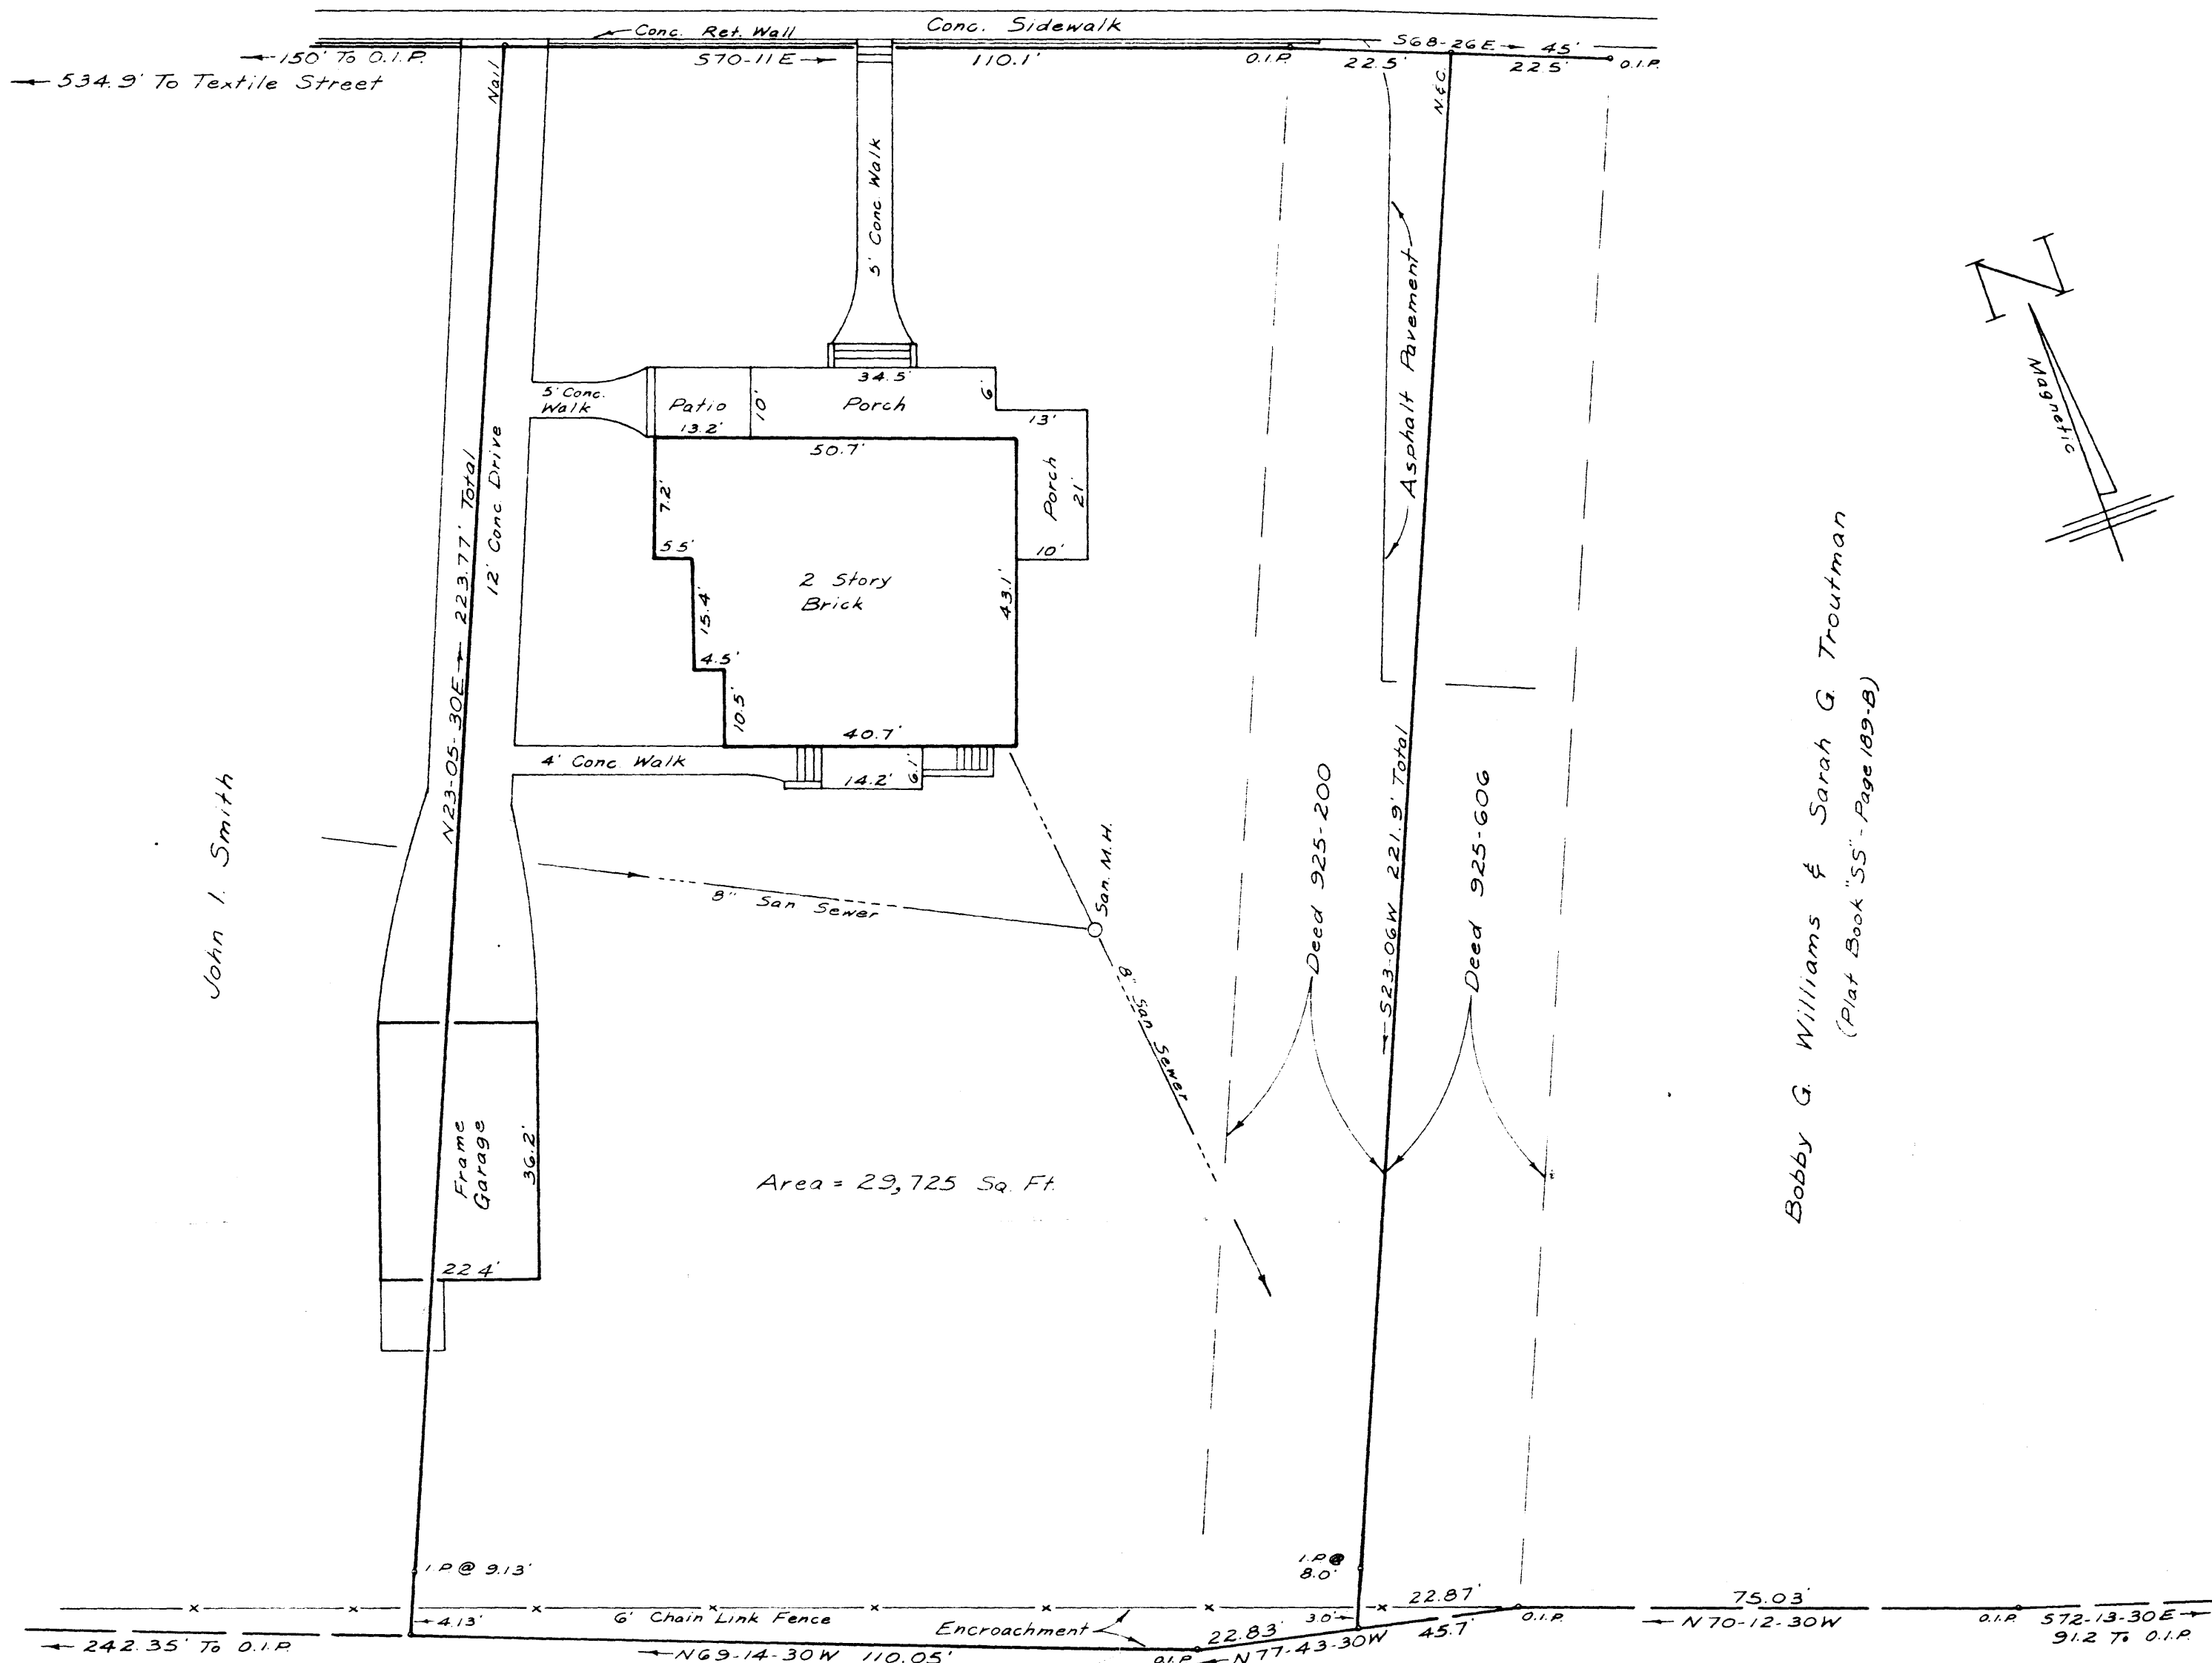 Conc. Sidewalk
Conc. Ret. Wall
150' To O.I.P.
S70-11E
110.1'
O.I.P.
S68-26E 45'
22.5'
22.5'
O.I.P.
534.9' To Textile Street
Nail
N.&C.
5' Conc. Walk
N
Magnetic
Asphalt Pavement
5' Conc.
Walk
Patio
13.2'
10'
34.5'
Porch
6'
13'
50.7'
Porch
21'
10'
7.2'
5.5'
15.4'
4.5'
10.5'
2 Story
Brick
43.1'
40.7'
4' Conc. Walk
14.2'
6.1'
N23-05-30E 223.77' Total
12' Conc. Drive
John I. Smith
8" San Sewer
San. M.H.
8" San Sewer
Deed 925-200
S23-06W 221.9' Total
Deed 925-606
Bobby G. Williams & Sarah G. Troutman
(Plat Book "SS" - Page 189-B)
Frame
Garage
36.2'
22.4'
Area = 29,725 Sq. Ft.
I.P. @ 9.13'
I.P. @
8.0'
4.13'
6' Chain Link Fence
Encroachment
3.0'
22.87'
O.I.P.
75.03'
N70-12-30W
O.I.P.
S72-13-30E
91.2 To O.I.P.
242.35' To O.I.P.
N69-14-30W 110.05'
O.I.P.
22.83'
N77-43-30W
45.7'